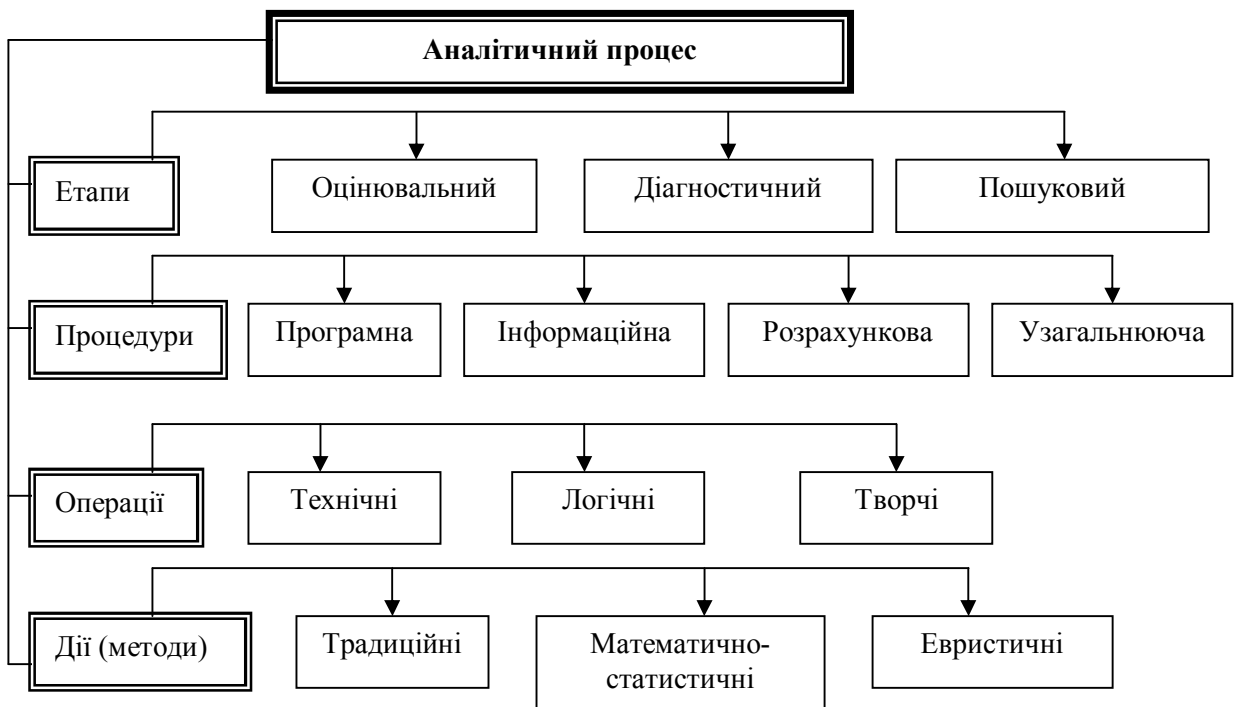 Аналітичний процес
Етапи
Оцінювальний
Діагностичний
Пошуковий
Процедури
Програмна
Інформаційна
Розрахункова
Узагальнююча
Операції
Технічні
Логічні
Творчі
Дії (методи)
Традиційні
Математично-
статистичні
Евристичні